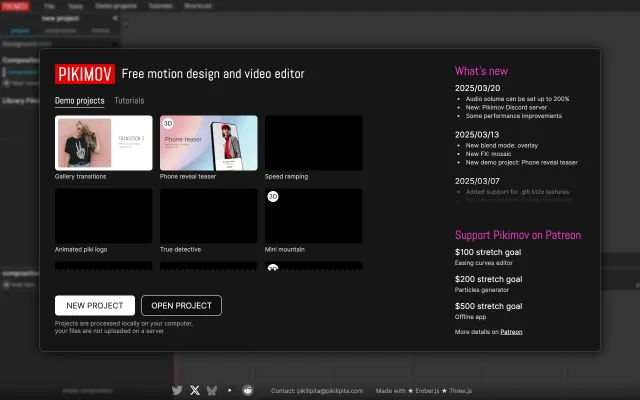 PIKIMOV
File
Tools
Demo projects
Tutorials
Shortcuts
new project
project
PIKIMOV Free motion design and video editor
Demo projects
Tutorials
TRANSITION 3
Gallery transitions
3D
Phone teaser
Phone reveal teaser
Speed ramping
Animated piki logo
True detective
3D
Mini mountain
NEW PROJECT
OPEN PROJECT
Projects are processed locally on your computer,
your files are not uploaded on a server
What's new
2025/03/20
• Audio volume can be set up to 200%
• New: Pikimov Discord server
• Some performance improvements
2025/03/13
• New blend mode: overlay
• New FX: mosaic
• New demo project: Phone reveal teaser
2025/03/07
• Added support for .glb ktx2 textures
Support Pikimov on Patreon
$100 stretch goal
Easing curves editor
$200 stretch goal
Particles generator
$500 stretch goal
Offline app
More details on Patreon
Contact: pikilipita@pikilipita.com
Made with ★ Ember.js ★ Three.js